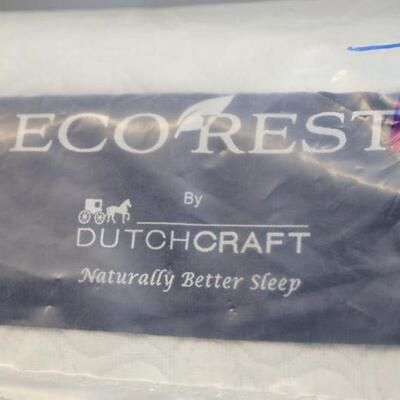 ECO REST
By
DUTCHCRAFT
Naturally Better Sleep